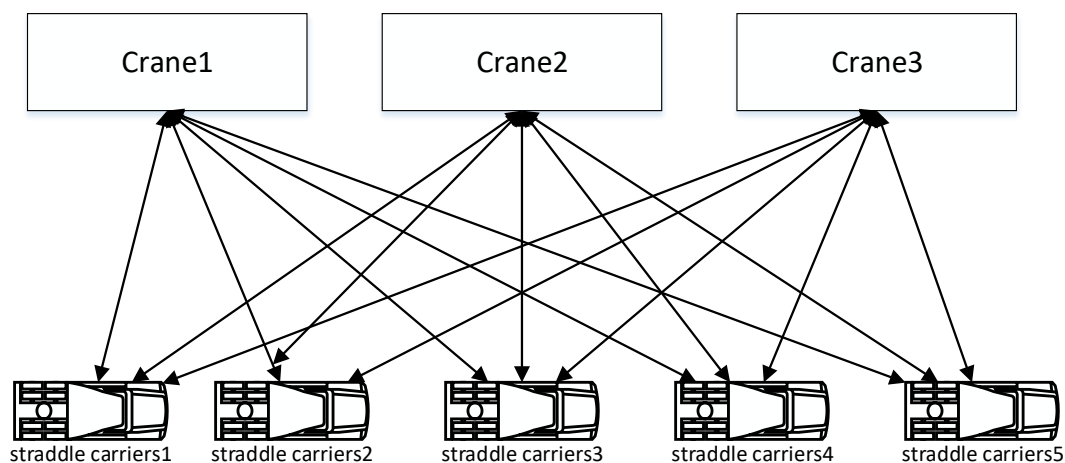 Crane1
Crane2
Crane3
straddle carriers1
straddle carriers2
straddle carriers3
straddle carriers4
straddle carriers5